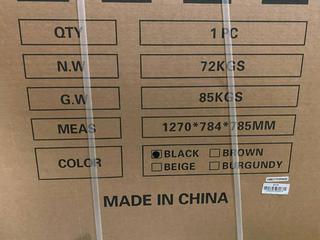 QTY 1 PC
N.W 72KGS
G.W 85KGS
MEAS 1270*784*785MM
COLOR BLACK BROWN
BEIGE BURGUNDY
MADE IN CHINA